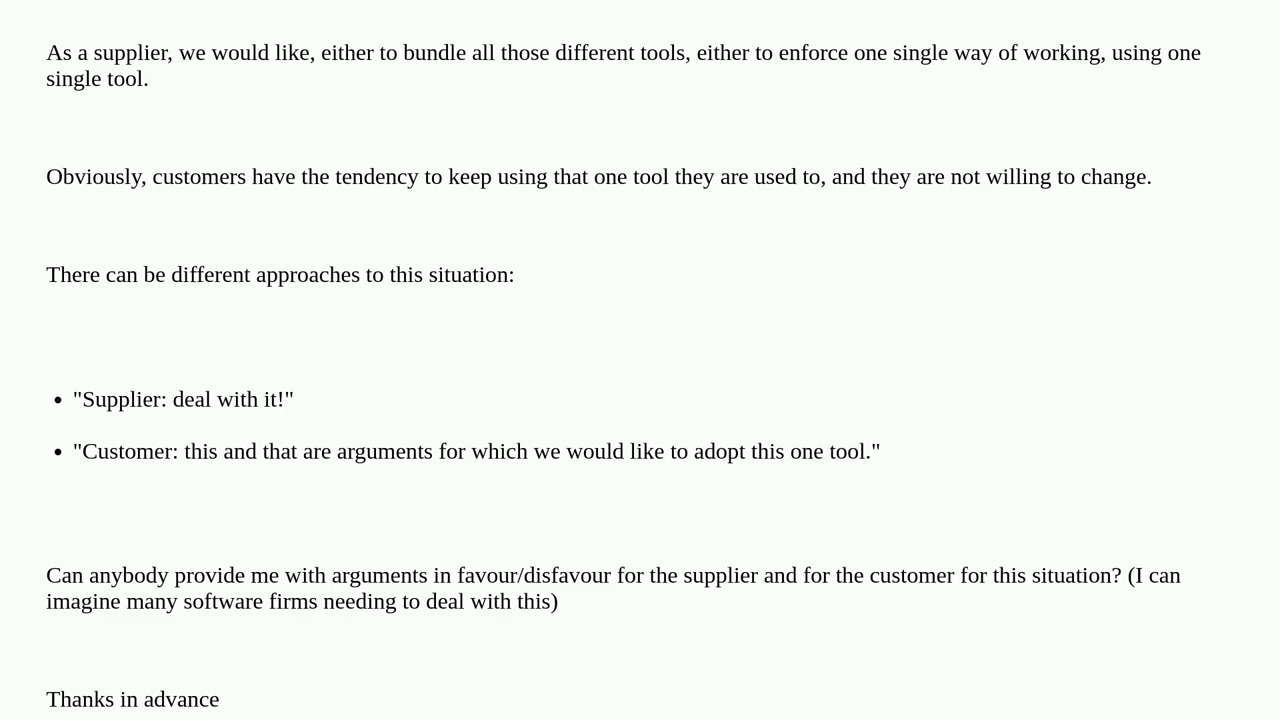 As a supplier, we would like, either to bundle all those different tools, either to enforce one single way of working, using one
single tool.
Obviously, customers have the tendency to keep using that one tool they are used to, and they are not willing to change.
There can be different approaches to this situation:
• "Supplier: deal with it!"
• "Customer: this and that are arguments for which we would like to adopt this one tool."
Can anybody provide me with arguments in favour/disfavour for the supplier and for the customer for this situation? (I can
imagine many software firms needing to deal with this)
Thanks in advance